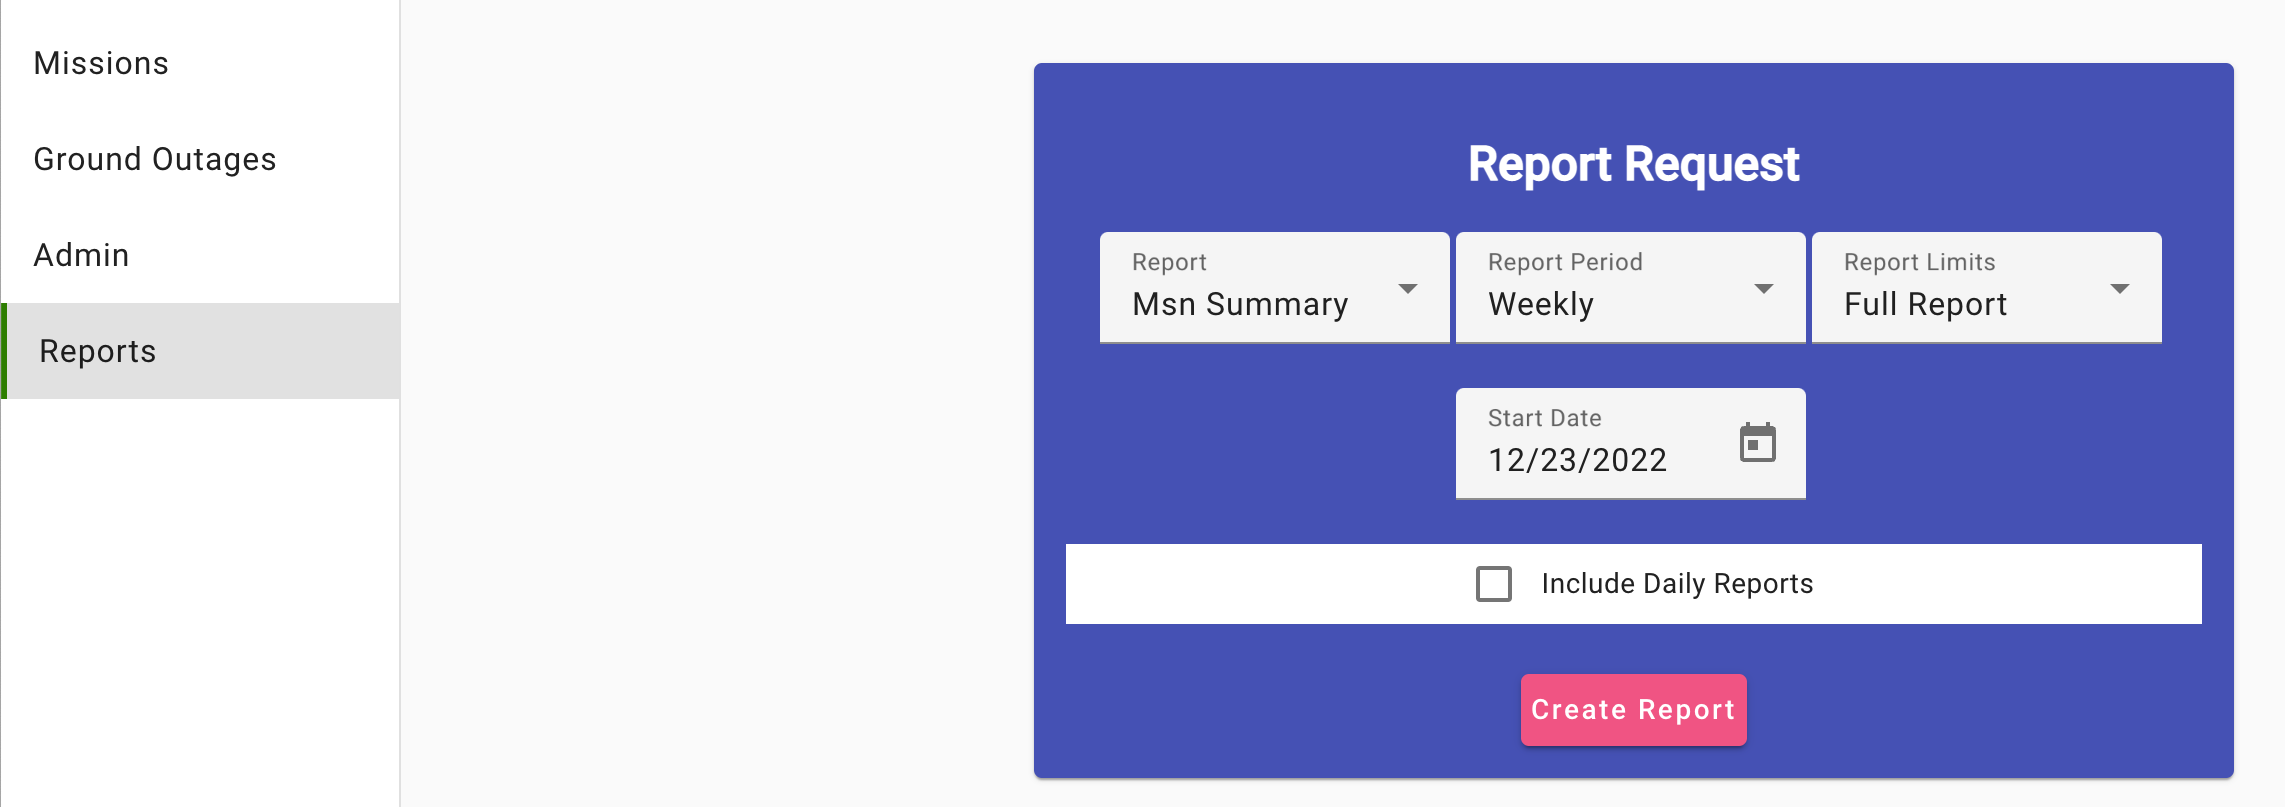 Missions
Ground Outages
Admin
Reports
Report Request
Report
Msn Summary
Report Period
Weekly
Report Limits
Full Report
Start Date
12/23/2022
Include Daily Reports
Create Report